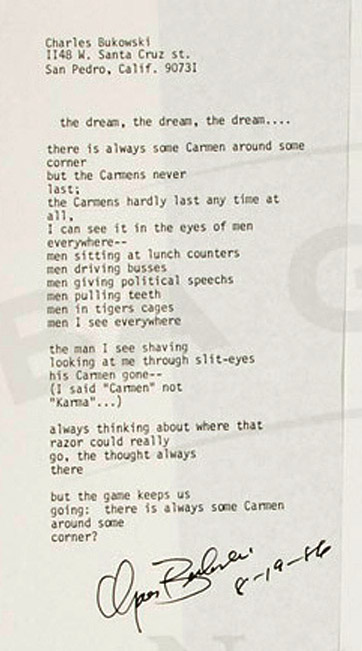 Charles Bukowski
1148 W. Santa Cruz st.
San Pedro, Calif. 90731
the dream, the dream, the dream....
there is always some Carmen around some
corner
but the Carmens never
last;
the Carmens hardly last any time at
all,
I can see it in the eyes of men
everywhere--
men sitting at lunch counters
men driving busses
men giving political speechs
men pulling teeth
men in tigers cages
men I see everywhere
the man I see shaving
looking at me through slit-eyes
his Carmen gone--
(I said "Carmen" not
"Karma"...)
always thinking about where that
razor could really
go, the thought always
there
but the game keeps us
going:  there is always some Carmen
around some
corner?
8-19-86